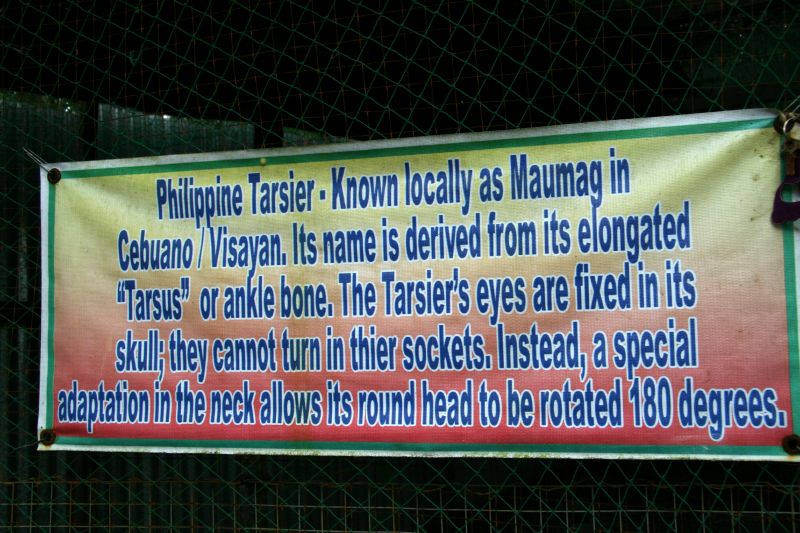 Philippine Tarsier - Known locally as Maumag in
Cebuano / Visayan. Its name is derived from its elongated
“Tarsus” or ankle bone. The Tarsier's eyes are fixed in its
skull; they cannot turn in thier sockets. Instead, a special
adaptation in the neck allows its round head to be rotated 180 degrees.